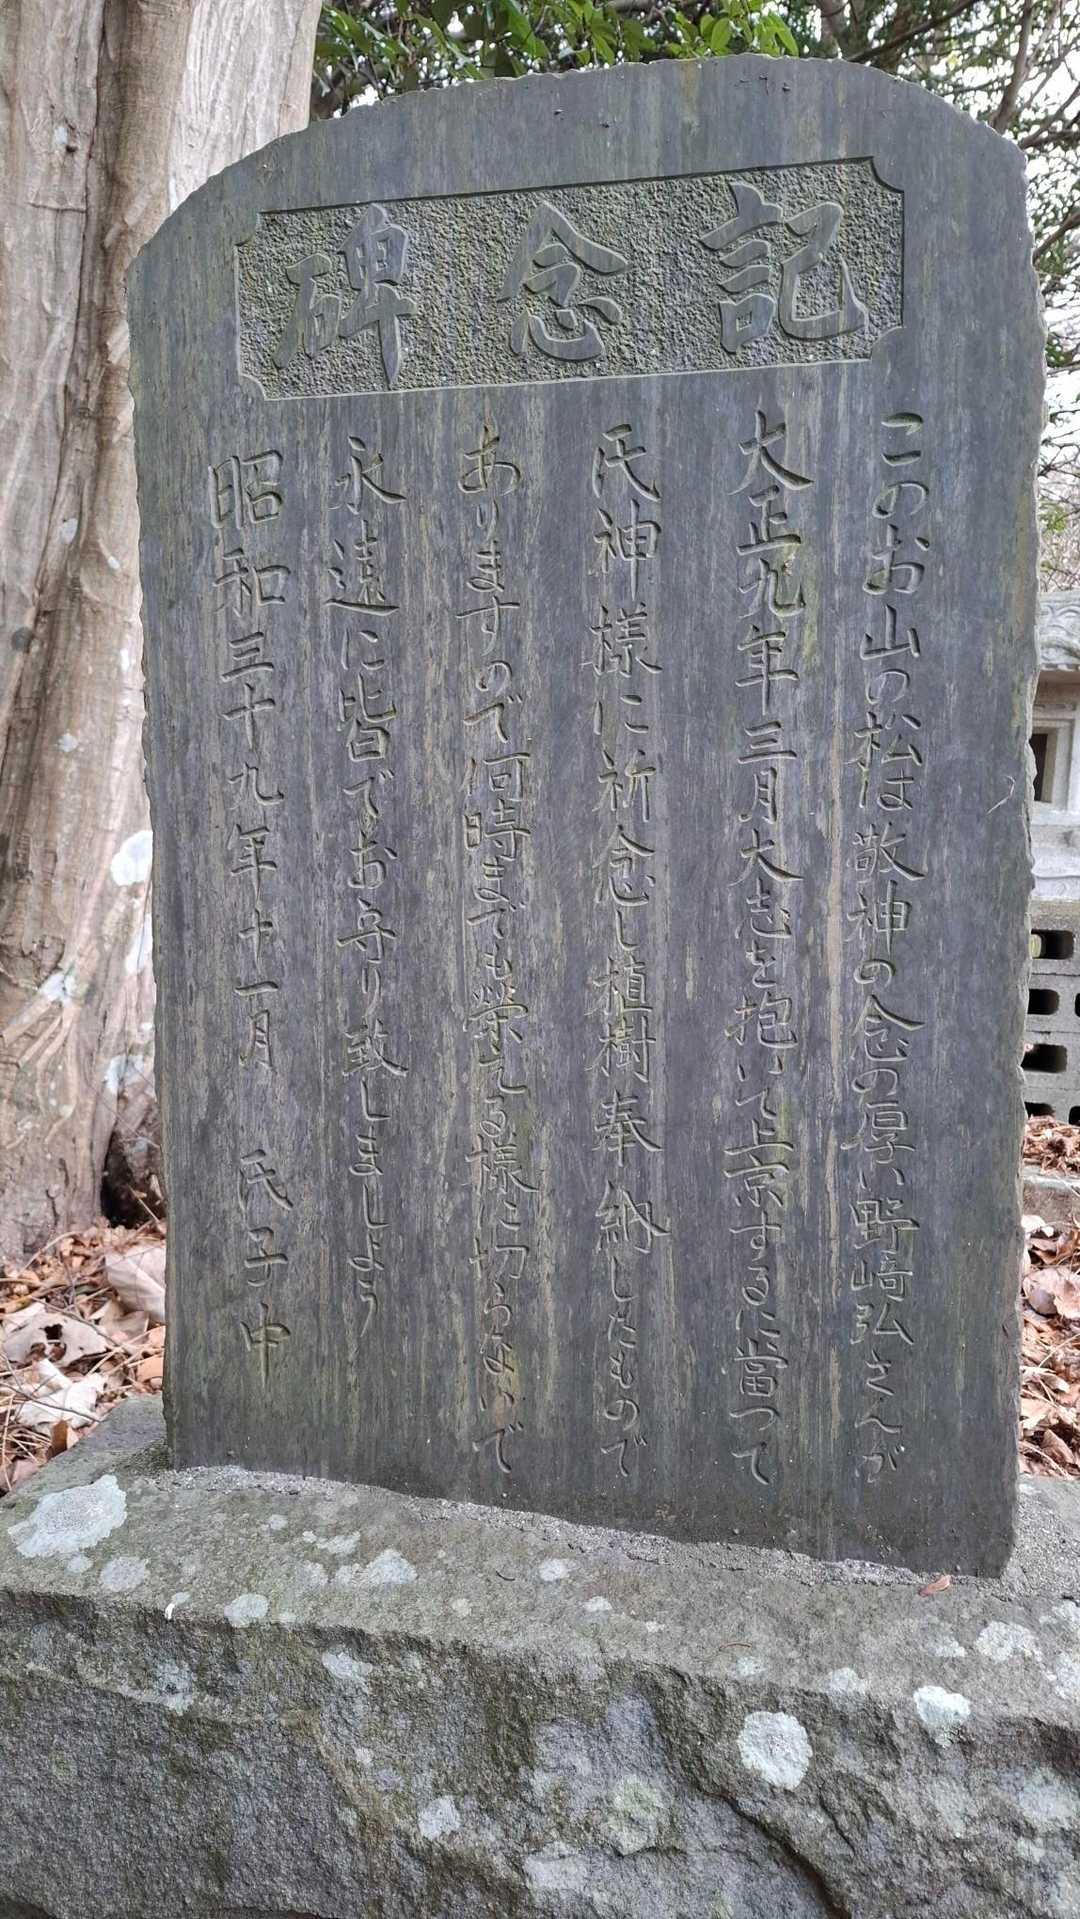 記念碑
このお山の松は敬神の念の厚い野﨑弘さんが
大正九年三月大志を抱いて上京するに當つて
氏神様に祈念し植樹奉納したもので
ありますので何時までも榮える様に切らないで
永遠に皆でお守り致しましよう
昭和三十九年十一月 氏子中